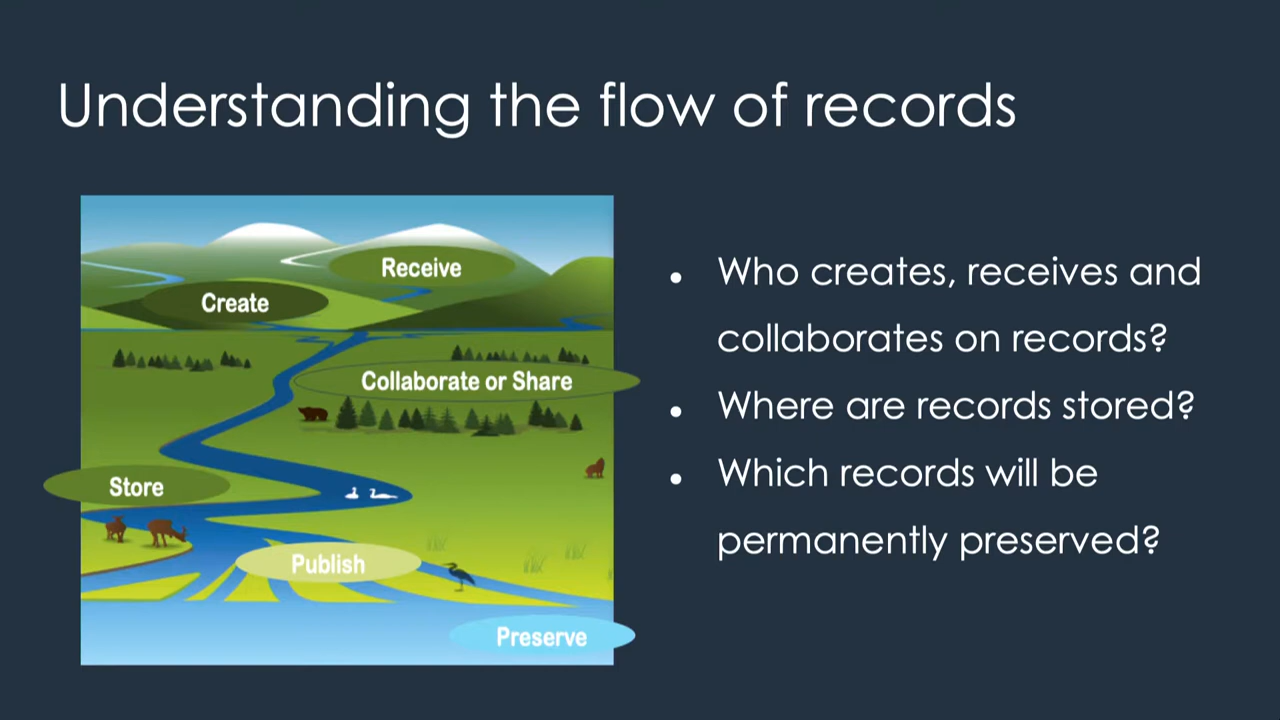 Understanding the flow of records
Receive
Create
Collaborate or Share
Store
Publish
Preserve
• Who creates, receives and
collaborates on records?
• Where are records stored?
• Which records will be
permanently preserved?